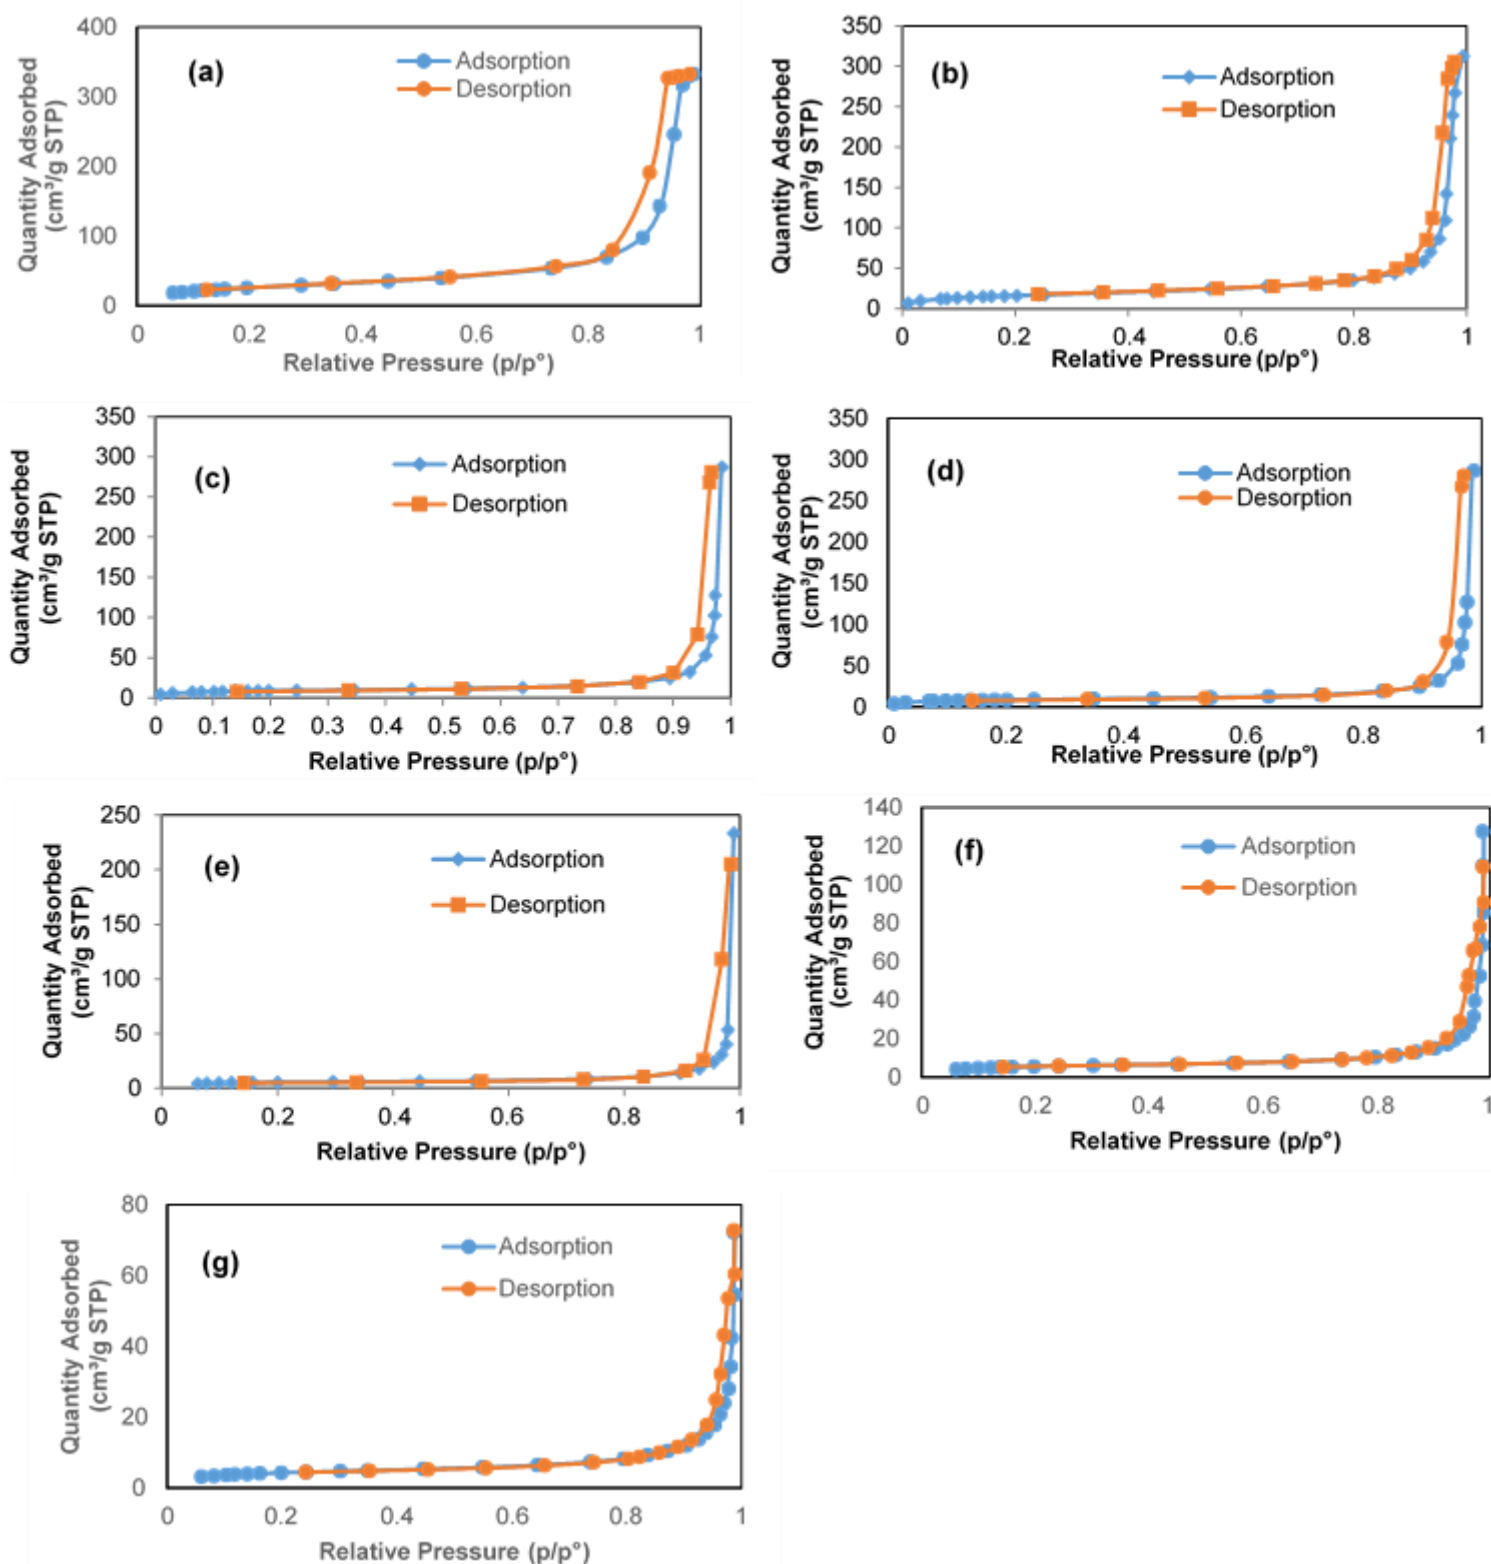 Quantity Adsorbed
(cm³/g STP)
400
300
200
100
0
(a)
Adsorption
Desorption
0 0.2 0.4 0.6 0.8 1
Relative Pressure (p/p°)
Quantity Adsorbed
(cm³/g STP)
350
300
250
200
150
100
50
0
(b)
Adsorption
Desorption
0 0.2 0.4 0.6 0.8 1
Relative Pressure (p/p°)
Quantity Adsorbed
(cm³/g STP)
350
300
250
200
150
100
50
0
(c)
Adsorption
Desorption
0 0.1 0.2 0.3 0.4 0.5 0.6 0.7 0.8 0.9 1
Relative Pressure (p/p°)
Quantity Adsorbed
(cm³/g STP)
350
300
250
200
150
100
50
0
(d)
Adsorption
Desorption
0 0.2 0.4 0.6 0.8 1
Relative Pressure (p/p°)
Quantity Adsorbed
(cm³/g STP)
250
200
150
100
50
0
(e)
Adsorption
Desorption
0 0.2 0.4 0.6 0.8 1
Relative Pressure (p/p°)
Quantity Adsorbed
(cm³/g STP)
140
120
100
80
60
40
20
0
(f)
Adsorption
Desorption
0 0.2 0.4 0.6 0.8 1
Relative Pressure (p/p°)
Quantity Adsorbed
(cm³/g STP)
80
60
40
20
0
(g)
Adsorption
Desorption
0 0.2 0.4 0.6 0.8 1
Relative Pressure (p/p°)